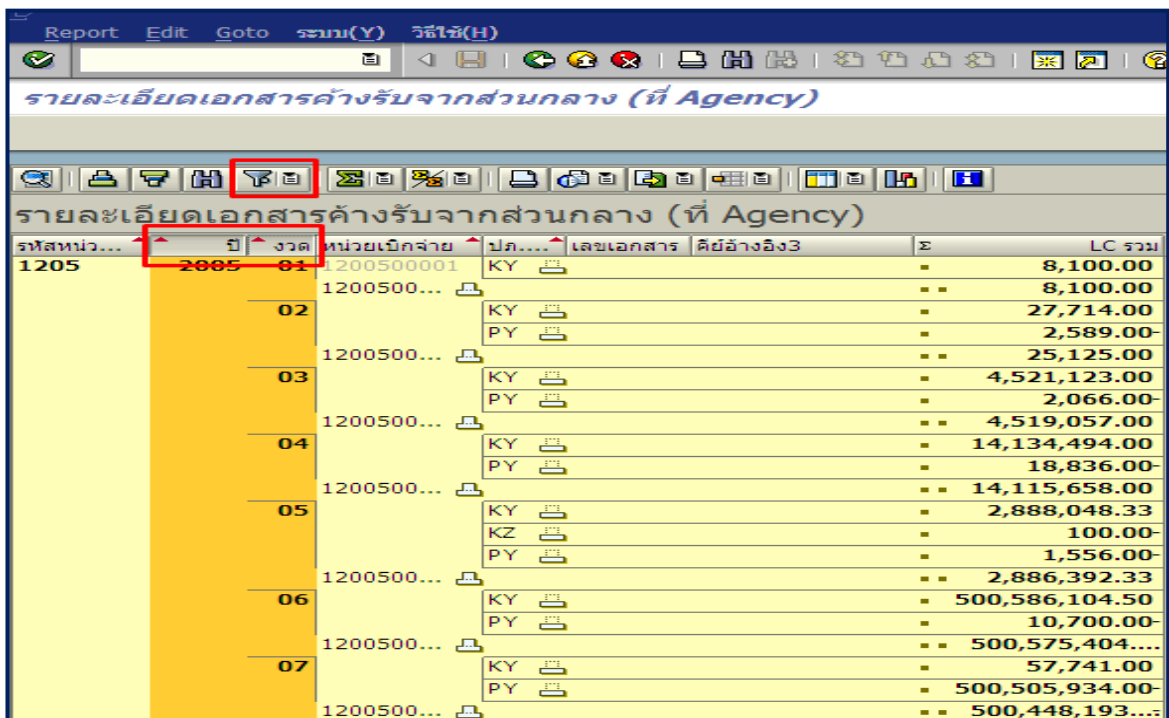 Report Edit Goto ระบบ(Y) วิธีใช้(H)
รายละเอียดเอกสารค้างรับจากส่วนกลาง (ที่ Agency)
รายละเอียดเอกสารค้างรับจากส่วนกลาง (ที่ Agency)
รหัสหน่ว... ปี งวด หน่วยเบิกจ่าย ปภ.... เลขเอกสาร คีย์อ้างอิง3 Σ LC รวม
1205 2005 01 1200500001 KY 8,100.00
1200500... 8,100.00
02 KY 27,714.00
PY 2,589.00-
1200500... 25,125.00
03 KY 4,521,123.00
PY 2,066.00-
1200500... 4,519,057.00
04 KY 14,134,494.00
PY 18,836.00-
1200500... 14,115,658.00
05 KY 2,888,048.33
KZ 100.00-
PY 1,556.00-
1200500... 2,886,392.33
06 KY 500,586,104.50
PY 10,700.00-
1200500... 500,575,404....
07 KY 57,741.00
PY 500,505,934.00-
1200500... 500,448,193...-